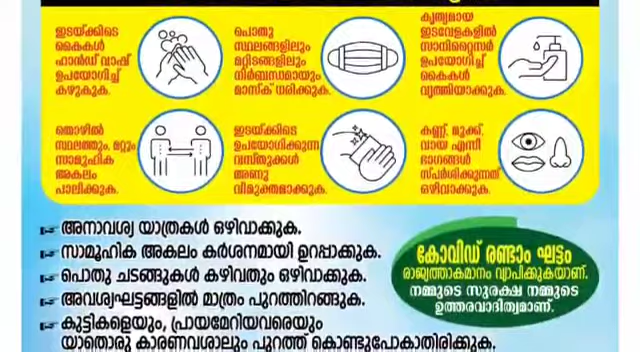 ഇടയ്ക്കിടെ
കൈകൾ
ഹാൻഡ് വാഷ്
ഉപയോഗിച്ച്
കഴുകുക.
പൊതു
സ്ഥലങ്ങളിലും
മറ്റിടങ്ങളിലും
നിർബന്ധമായും
മാസ്ക് ധരിക്കുക.
കൃത്യമായ
ഇടവേളകളിൽ
സാനിറ്റൈസർ
ഉപയോഗിച്ച്
കൈകൾ
വൃത്തിയാക്കുക.
തൊഴിൽ
സ്ഥലത്തും, മറ്റും
സാമൂഹിക
അകലം
പാലിക്കുക.
ഇടയ്ക്കിടെ
ഉപയോഗിക്കുന്ന
വസ്തുക്കൾ
അണു
വിമുക്തമാക്കുക.
കണ്ണ്, മൂക്ക്,
വായ എന്നീ
ഭാഗങ്ങൾ
സ്പർശിക്കുന്നത്
ഒഴിവാക്കുക.
അനാവശ്യ യാത്രകൾ ഒഴിവാക്കുക.
സാമൂഹിക അകലം കർശനമായി ഉറപ്പാക്കുക.
പൊതു ചടങ്ങുകൾ കഴിവതും ഒഴിവാക്കുക.
അവശ്യഘട്ടങ്ങളിൽ മാത്രം പുറത്തിറങ്ങുക.
കുട്ടികളെയും, പ്രായമേറിയവരെയും
യാതൊരു കാരണവശാലും പുറത്ത് കൊണ്ടുപോകാതിരിക്കുക.
കോവിഡ് രണ്ടാം ഘട്ടം
രാജ്യത്താകമാനം വ്യാപിക്കുകയാണ്.
നമ്മുടെ സുരക്ഷ നമ്മുടെ
ഉത്തരവാദിത്വമാണ്.